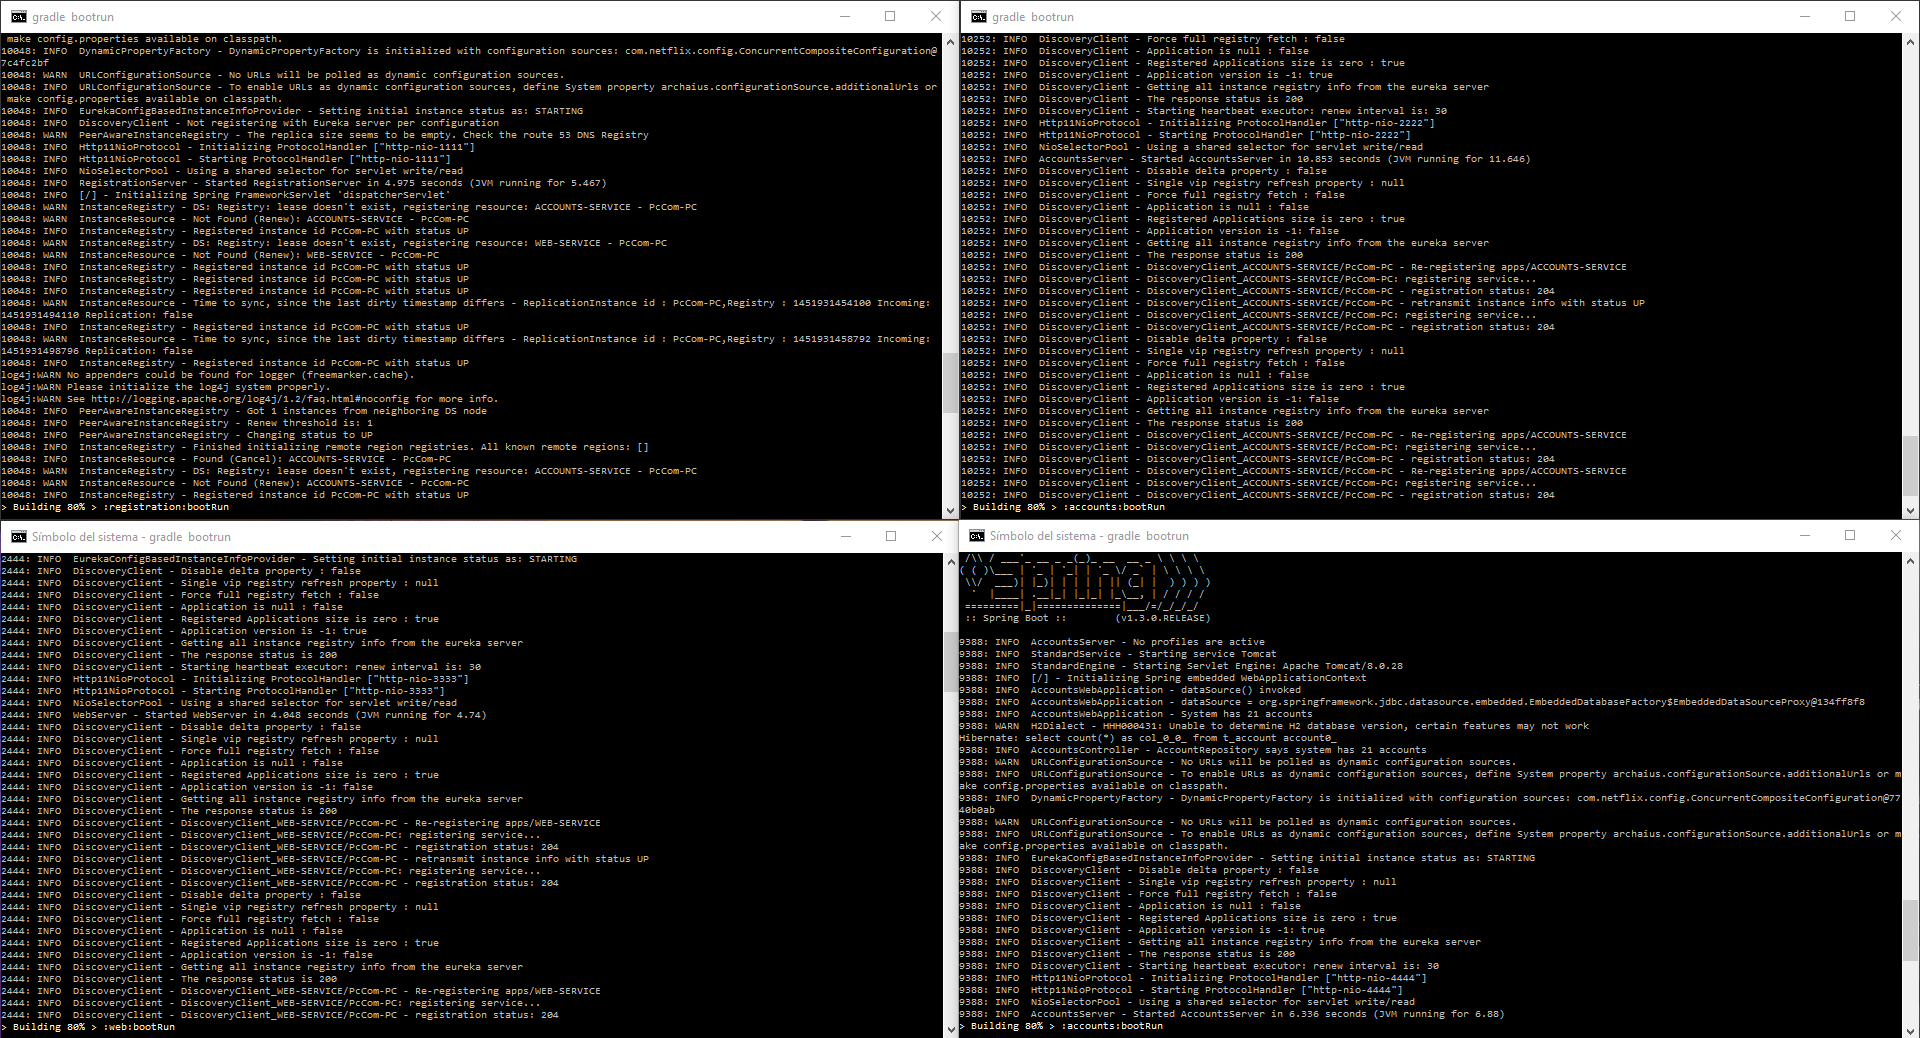 gradle  bootrun
 make config.properties available on classpath.
10048: INFO  DynamicPropertyFactory - DynamicPropertyFactory is initialized with configuration sources: com.netflix.config.ConcurrentCompositeConfiguration@
7c4fc2bf
10048: WARN  URLConfigurationSource - No URLs will be polled as dynamic configuration sources.
10048: INFO  URLConfigurationSource - To enable URLs as dynamic configuration sources, define System property archaius.configurationSource.additionalUrls or
 make config.properties available on classpath.
10048: INFO  EurekaConfigBasedInstanceInfoProvider - Setting initial instance status as: STARTING
10048: INFO  DiscoveryClient - Not registering with Eureka server per configuration
10048: WARN  PeerAwareInstanceRegistry - The replica size seems to be empty. Check the route 53 DNS Registry
10048: INFO  Http11NioProtocol - Initializing ProtocolHandler ["http-nio-1111"]
10048: INFO  Http11NioProtocol - Starting ProtocolHandler ["http-nio-1111"]
10048: INFO  NioSelectorPool - Using a shared selector for servlet write/read
10048: INFO  RegistrationServer - Started RegistrationServer in 4.975 seconds (JVM running for 5.467)
10048: INFO  [/] - Initializing Spring FrameworkServlet 'dispatcherServlet'
10048: WARN  InstanceRegistry - DS: Registry: lease doesn't exist, registering resource: ACCOUNTS-SERVICE - PcCom-PC
10048: WARN  InstanceResource - Not Found (Renew): ACCOUNTS-SERVICE - PcCom-PC
10048: INFO  InstanceRegistry - Registered instance id PcCom-PC with status UP
10048: WARN  InstanceRegistry - DS: Registry: lease doesn't exist, registering resource: WEB-SERVICE - PcCom-PC
10048: WARN  InstanceResource - Not Found (Renew): WEB-SERVICE - PcCom-PC
10048: INFO  InstanceRegistry - Registered instance id PcCom-PC with status UP
10048: INFO  InstanceRegistry - Registered instance id PcCom-PC with status UP
10048: INFO  InstanceRegistry - Registered instance id PcCom-PC with status UP
10048: WARN  InstanceResource - Time to sync, since the last dirty timestamp differs - ReplicationInstance id : PcCom-PC,Registry : 1451931454100 Incoming:
1451931494110 Replication: false
10048: INFO  InstanceRegistry - Registered instance id PcCom-PC with status UP
10048: WARN  InstanceResource - Time to sync, since the last dirty timestamp differs - ReplicationInstance id : PcCom-PC,Registry : 1451931458792 Incoming:
1451931498796 Replication: false
10048: INFO  InstanceRegistry - Registered instance id PcCom-PC with status UP
log4j:WARN No appenders could be found for logger (freemarker.cache).
log4j:WARN Please initialize the log4j system properly.
log4j:WARN See http://logging.apache.org/log4j/1.2/faq.html#noconfig for more info.
10048: INFO  PeerAwareInstanceRegistry - Got 1 instances from neighboring DS node
10048: INFO  PeerAwareInstanceRegistry - Renew threshold is: 1
10048: INFO  PeerAwareInstanceRegistry - Changing status to UP
10048: INFO  InstanceRegistry - Finished initializing remote region registries. All known remote regions: []
10048: INFO  InstanceResource - Found (Cancel): ACCOUNTS-SERVICE - PcCom-PC
10048: WARN  InstanceRegistry - DS: Registry: lease doesn't exist, registering resource: ACCOUNTS-SERVICE - PcCom-PC
10048: WARN  InstanceResource - Not Found (Renew): ACCOUNTS-SERVICE - PcCom-PC
10048: INFO  InstanceRegistry - Registered instance id PcCom-PC with status UP
> Building 80% > :registration:bootRun
gradle  bootrun
10252: INFO  DiscoveryClient - Force full registry fetch : false
10252: INFO  DiscoveryClient - Application is null : false
10252: INFO  DiscoveryClient - Registered Applications size is zero : true
10252: INFO  DiscoveryClient - Application version is -1: true
10252: INFO  DiscoveryClient - Getting all instance registry info from the eureka server
10252: INFO  DiscoveryClient - The response status is 200
10252: INFO  DiscoveryClient - Starting heartbeat executor: renew interval is: 30
10252: INFO  Http11NioProtocol - Initializing ProtocolHandler ["http-nio-2222"]
10252: INFO  Http11NioProtocol - Starting ProtocolHandler ["http-nio-2222"]
10252: INFO  NioSelectorPool - Using a shared selector for servlet write/read
10252: INFO  AccountsServer - Started AccountsServer in 10.853 seconds (JVM running for 11.646)
10252: INFO  DiscoveryClient - Disable delta property : false
10252: INFO  DiscoveryClient - Single vip registry refresh property : null
10252: INFO  DiscoveryClient - Force full registry fetch : false
10252: INFO  DiscoveryClient - Application is null : false
10252: INFO  DiscoveryClient - Registered Applications size is zero : true
10252: INFO  DiscoveryClient - Application version is -1: false
10252: INFO  DiscoveryClient - Getting all instance registry info from the eureka server
10252: INFO  DiscoveryClient - The response status is 200
10252: INFO  DiscoveryClient - DiscoveryClient_ACCOUNTS-SERVICE/PcCom-PC - Re-registering apps/ACCOUNTS-SERVICE
10252: INFO  DiscoveryClient - DiscoveryClient_ACCOUNTS-SERVICE/PcCom-PC: registering service...
10252: INFO  DiscoveryClient - DiscoveryClient_ACCOUNTS-SERVICE/PcCom-PC - registration status: 204
10252: INFO  DiscoveryClient - DiscoveryClient_ACCOUNTS-SERVICE/PcCom-PC - retransmit instance info with status UP
10252: INFO  DiscoveryClient - DiscoveryClient_ACCOUNTS-SERVICE/PcCom-PC: registering service...
10252: INFO  DiscoveryClient - DiscoveryClient_ACCOUNTS-SERVICE/PcCom-PC - registration status: 204
10252: INFO  DiscoveryClient - Disable delta property : false
10252: INFO  DiscoveryClient - Single vip registry refresh property : null
10252: INFO  DiscoveryClient - Force full registry fetch : false
10252: INFO  DiscoveryClient - Application is null : false
10252: INFO  DiscoveryClient - Registered Applications size is zero : true
10252: INFO  DiscoveryClient - Application version is -1: false
10252: INFO  DiscoveryClient - Getting all instance registry info from the eureka server
10252: INFO  DiscoveryClient - The response status is 200
10252: INFO  DiscoveryClient - DiscoveryClient_ACCOUNTS-SERVICE/PcCom-PC - Re-registering apps/ACCOUNTS-SERVICE
10252: INFO  DiscoveryClient - DiscoveryClient_ACCOUNTS-SERVICE/PcCom-PC: registering service...
10252: INFO  DiscoveryClient - DiscoveryClient_ACCOUNTS-SERVICE/PcCom-PC - registration status: 204
10252: INFO  DiscoveryClient - DiscoveryClient_ACCOUNTS-SERVICE/PcCom-PC - Re-registering apps/ACCOUNTS-SERVICE
10252: INFO  DiscoveryClient - DiscoveryClient_ACCOUNTS-SERVICE/PcCom-PC: registering service...
10252: INFO  DiscoveryClient - DiscoveryClient_ACCOUNTS-SERVICE/PcCom-PC - registration status: 204
> Building 80% > :accounts:bootRun
Símbolo del sistema - gradle  bootrun
2444: INFO  EurekaConfigBasedInstanceInfoProvider - Setting initial instance status as: STARTING
2444: INFO  DiscoveryClient - Disable delta property : false
2444: INFO  DiscoveryClient - Single vip registry refresh property : null
2444: INFO  DiscoveryClient - Force full registry fetch : false
2444: INFO  DiscoveryClient - Application is null : false
2444: INFO  DiscoveryClient - Registered Applications size is zero : true
2444: INFO  DiscoveryClient - Application version is -1: true
2444: INFO  DiscoveryClient - Getting all instance registry info from the eureka server
2444: INFO  DiscoveryClient - The response status is 200
2444: INFO  DiscoveryClient - Starting heartbeat executor: renew interval is: 30
2444: INFO  Http11NioProtocol - Initializing ProtocolHandler ["http-nio-3333"]
2444: INFO  Http11NioProtocol - Starting ProtocolHandler ["http-nio-3333"]
2444: INFO  NioSelectorPool - Using a shared selector for servlet write/read
2444: INFO  WebServer - Started WebServer in 4.048 seconds (JVM running for 4.74)
2444: INFO  DiscoveryClient - Disable delta property : false
2444: INFO  DiscoveryClient - Single vip registry refresh property : null
2444: INFO  DiscoveryClient - Force full registry fetch : false
2444: INFO  DiscoveryClient - Application is null : false
2444: INFO  DiscoveryClient - Registered Applications size is zero : true
2444: INFO  DiscoveryClient - Application version is -1: false
2444: INFO  DiscoveryClient - Getting all instance registry info from the eureka server
2444: INFO  DiscoveryClient - The response status is 200
2444: INFO  DiscoveryClient - DiscoveryClient_WEB-SERVICE/PcCom-PC - Re-registering apps/WEB-SERVICE
2444: INFO  DiscoveryClient - DiscoveryClient_WEB-SERVICE/PcCom-PC: registering service...
2444: INFO  DiscoveryClient - DiscoveryClient_WEB-SERVICE/PcCom-PC - registration status: 204
2444: INFO  DiscoveryClient - DiscoveryClient_WEB-SERVICE/PcCom-PC - retransmit instance info with status UP
2444: INFO  DiscoveryClient - DiscoveryClient_WEB-SERVICE/PcCom-PC: registering service...
2444: INFO  DiscoveryClient - DiscoveryClient_WEB-SERVICE/PcCom-PC - registration status: 204
2444: INFO  DiscoveryClient - Disable delta property : false
2444: INFO  DiscoveryClient - Single vip registry refresh property : null
2444: INFO  DiscoveryClient - Force full registry fetch : false
2444: INFO  DiscoveryClient - Application is null : false
2444: INFO  DiscoveryClient - Registered Applications size is zero : true
2444: INFO  DiscoveryClient - Application version is -1: false
2444: INFO  DiscoveryClient - Getting all instance registry info from the eureka server
2444: INFO  DiscoveryClient - The response status is 200
2444: INFO  DiscoveryClient - DiscoveryClient_WEB-SERVICE/PcCom-PC - Re-registering apps/WEB-SERVICE
2444: INFO  DiscoveryClient - DiscoveryClient_WEB-SERVICE/PcCom-PC: registering service...
2444: INFO  DiscoveryClient - DiscoveryClient_WEB-SERVICE/PcCom-PC - registration status: 204
> Building 80% > :web:bootRun
Símbolo del sistema - gradle  bootrun
:: Spring Boot ::        (v1.3.0.RELEASE)
9388: INFO  AccountsServer - No profiles are active
9388: INFO  StandardService - Starting service Tomcat
9388: INFO  StandardEngine - Starting Servlet Engine: Apache Tomcat/8.0.28
9388: INFO  [/] - Initializing Spring embedded WebApplicationContext
9388: INFO  AccountsWebApplication - dataSource() invoked
9388: INFO  AccountsWebApplication - dataSource = org.springframework.jdbc.datasource.embedded.EmbeddedDatabaseFactory$EmbeddedDataSourceProxy@134ff8f8
9388: INFO  AccountsWebApplication - System has 21 accounts
9388: WARN  H2Dialect - HHH000431: Unable to determine H2 database version, certain features may not work
Hibernate: select count(*) as col_0_0_ from t_account account0_
9388: INFO  AccountsController - AccountRepository says system has 21 accounts
9388: WARN  URLConfigurationSource - No URLs will be polled as dynamic configuration sources.
9388: INFO  URLConfigurationSource - To enable URLs as dynamic configuration sources, define System property archaius.configurationSource.additionalUrls or m
ake config.properties available on classpath.
9388: INFO  DynamicPropertyFactory - DynamicPropertyFactory is initialized with configuration sources: com.netflix.config.ConcurrentCompositeConfiguration@77
40b0ab
9388: WARN  URLConfigurationSource - No URLs will be polled as dynamic configuration sources.
9388: INFO  URLConfigurationSource - To enable URLs as dynamic configuration sources, define System property archaius.configurationSource.additionalUrls or m
ake config.properties available on classpath.
9388: INFO  EurekaConfigBasedInstanceInfoProvider - Setting initial instance status as: STARTING
9388: INFO  DiscoveryClient - Disable delta property : false
9388: INFO  DiscoveryClient - Single vip registry refresh property : null
9388: INFO  DiscoveryClient - Force full registry fetch : false
9388: INFO  DiscoveryClient - Application is null : false
9388: INFO  DiscoveryClient - Registered Applications size is zero : true
9388: INFO  DiscoveryClient - Application version is -1: true
9388: INFO  DiscoveryClient - Getting all instance registry info from the eureka server
9388: INFO  DiscoveryClient - The response status is 200
9388: INFO  DiscoveryClient - Starting heartbeat executor: renew interval is: 30
9388: INFO  Http11NioProtocol - Initializing ProtocolHandler ["http-nio-4444"]
9388: INFO  Http11NioProtocol - Starting ProtocolHandler ["http-nio-4444"]
9388: INFO  NioSelectorPool - Using a shared selector for servlet write/read
9388: INFO  AccountsServer - Started AccountsServer in 6.336 seconds (JVM running for 6.88)
> Building 80% > :accounts:bootRun